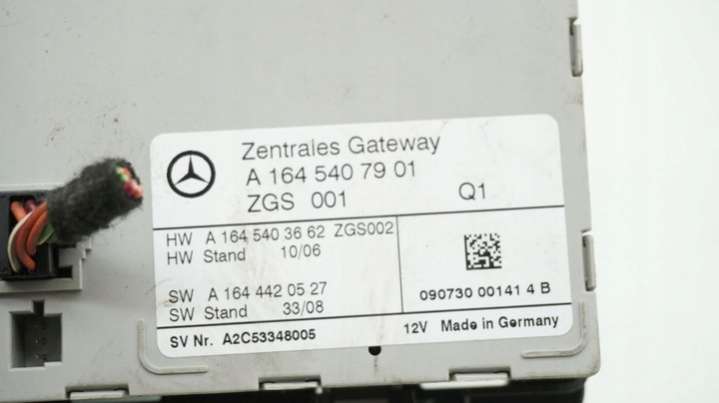 Zentrales Gateway
A 164 540 79 01
ZGS 001 Q1
HW A 164 540 36 62 ZGS002
HW Stand 10/06
SW A 164 442 05 27
SW Stand 33/08
090730 00141 4 B
SV Nr. A2C53348005
12V Made in Germany